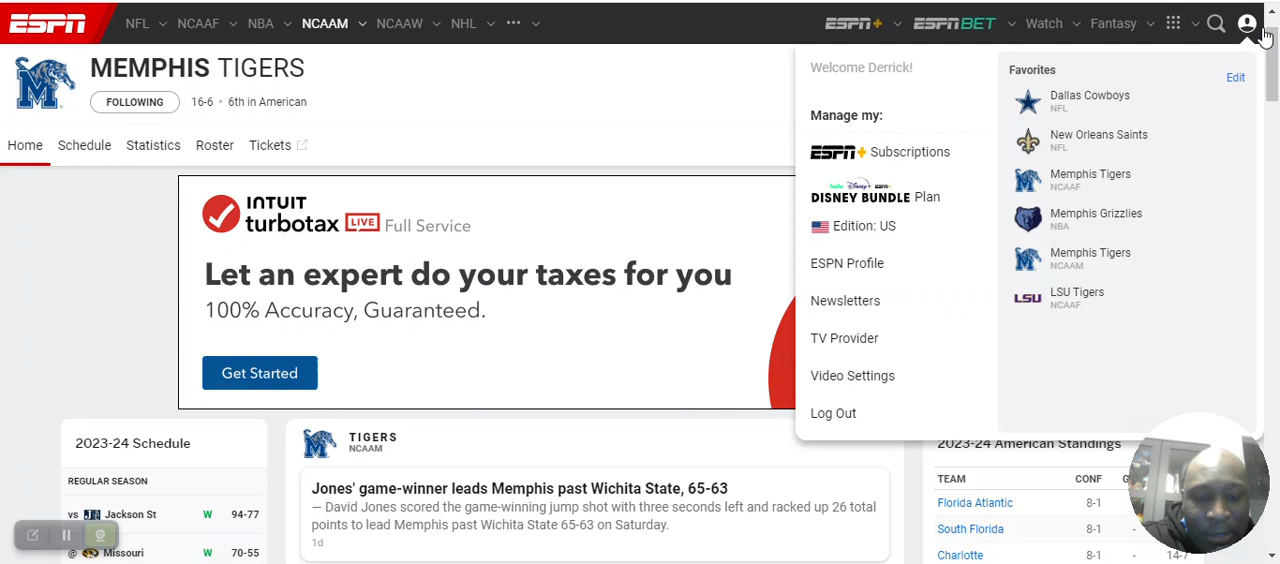 ESPN NFL NCAAF NBA NCAAM NCAAW NHL ESPN+ ESPN BET Watch Fantasy
MEMPHIS TIGERS
FOLLOWING 16-6 · 6th in American
Home Schedule Statistics Roster Tickets
INTUIT
turbotax LIVE Full Service
Let an expert do your taxes for you
100% Accuracy, Guaranteed.
Get Started
Welcome Derrick!
Manage my:
ESPN+ Subscriptions
hulu Disney+ ESPN+
DISNEY BUNDLE Plan
Edition: US
ESPN Profile
Newsletters
TV Provider
Video Settings
Log Out
Favorites
Edit
Dallas Cowboys
NFL
New Orleans Saints
NFL
Memphis Tigers
NCAAF
Memphis Grizzlies
NBA
Memphis Tigers
NCAAM
LSU LSU Tigers
NCAAF
2023-24 Schedule
REGULAR SEASON
vs Jackson St W 94-77
@ Missouri W 70-55
TIGERS
NCAAM
Jones' game-winner leads Memphis past Wichita State, 65-63
— David Jones scored the game-winning jump shot with three seconds left and racked up 26 total
points to lead Memphis past Wichita State 65-63 on Saturday.
1d
2023-24 American Standings
TEAM CONF
Florida Atlantic 8-1
South Florida 8-1
Charlotte 8-1 - 14-7